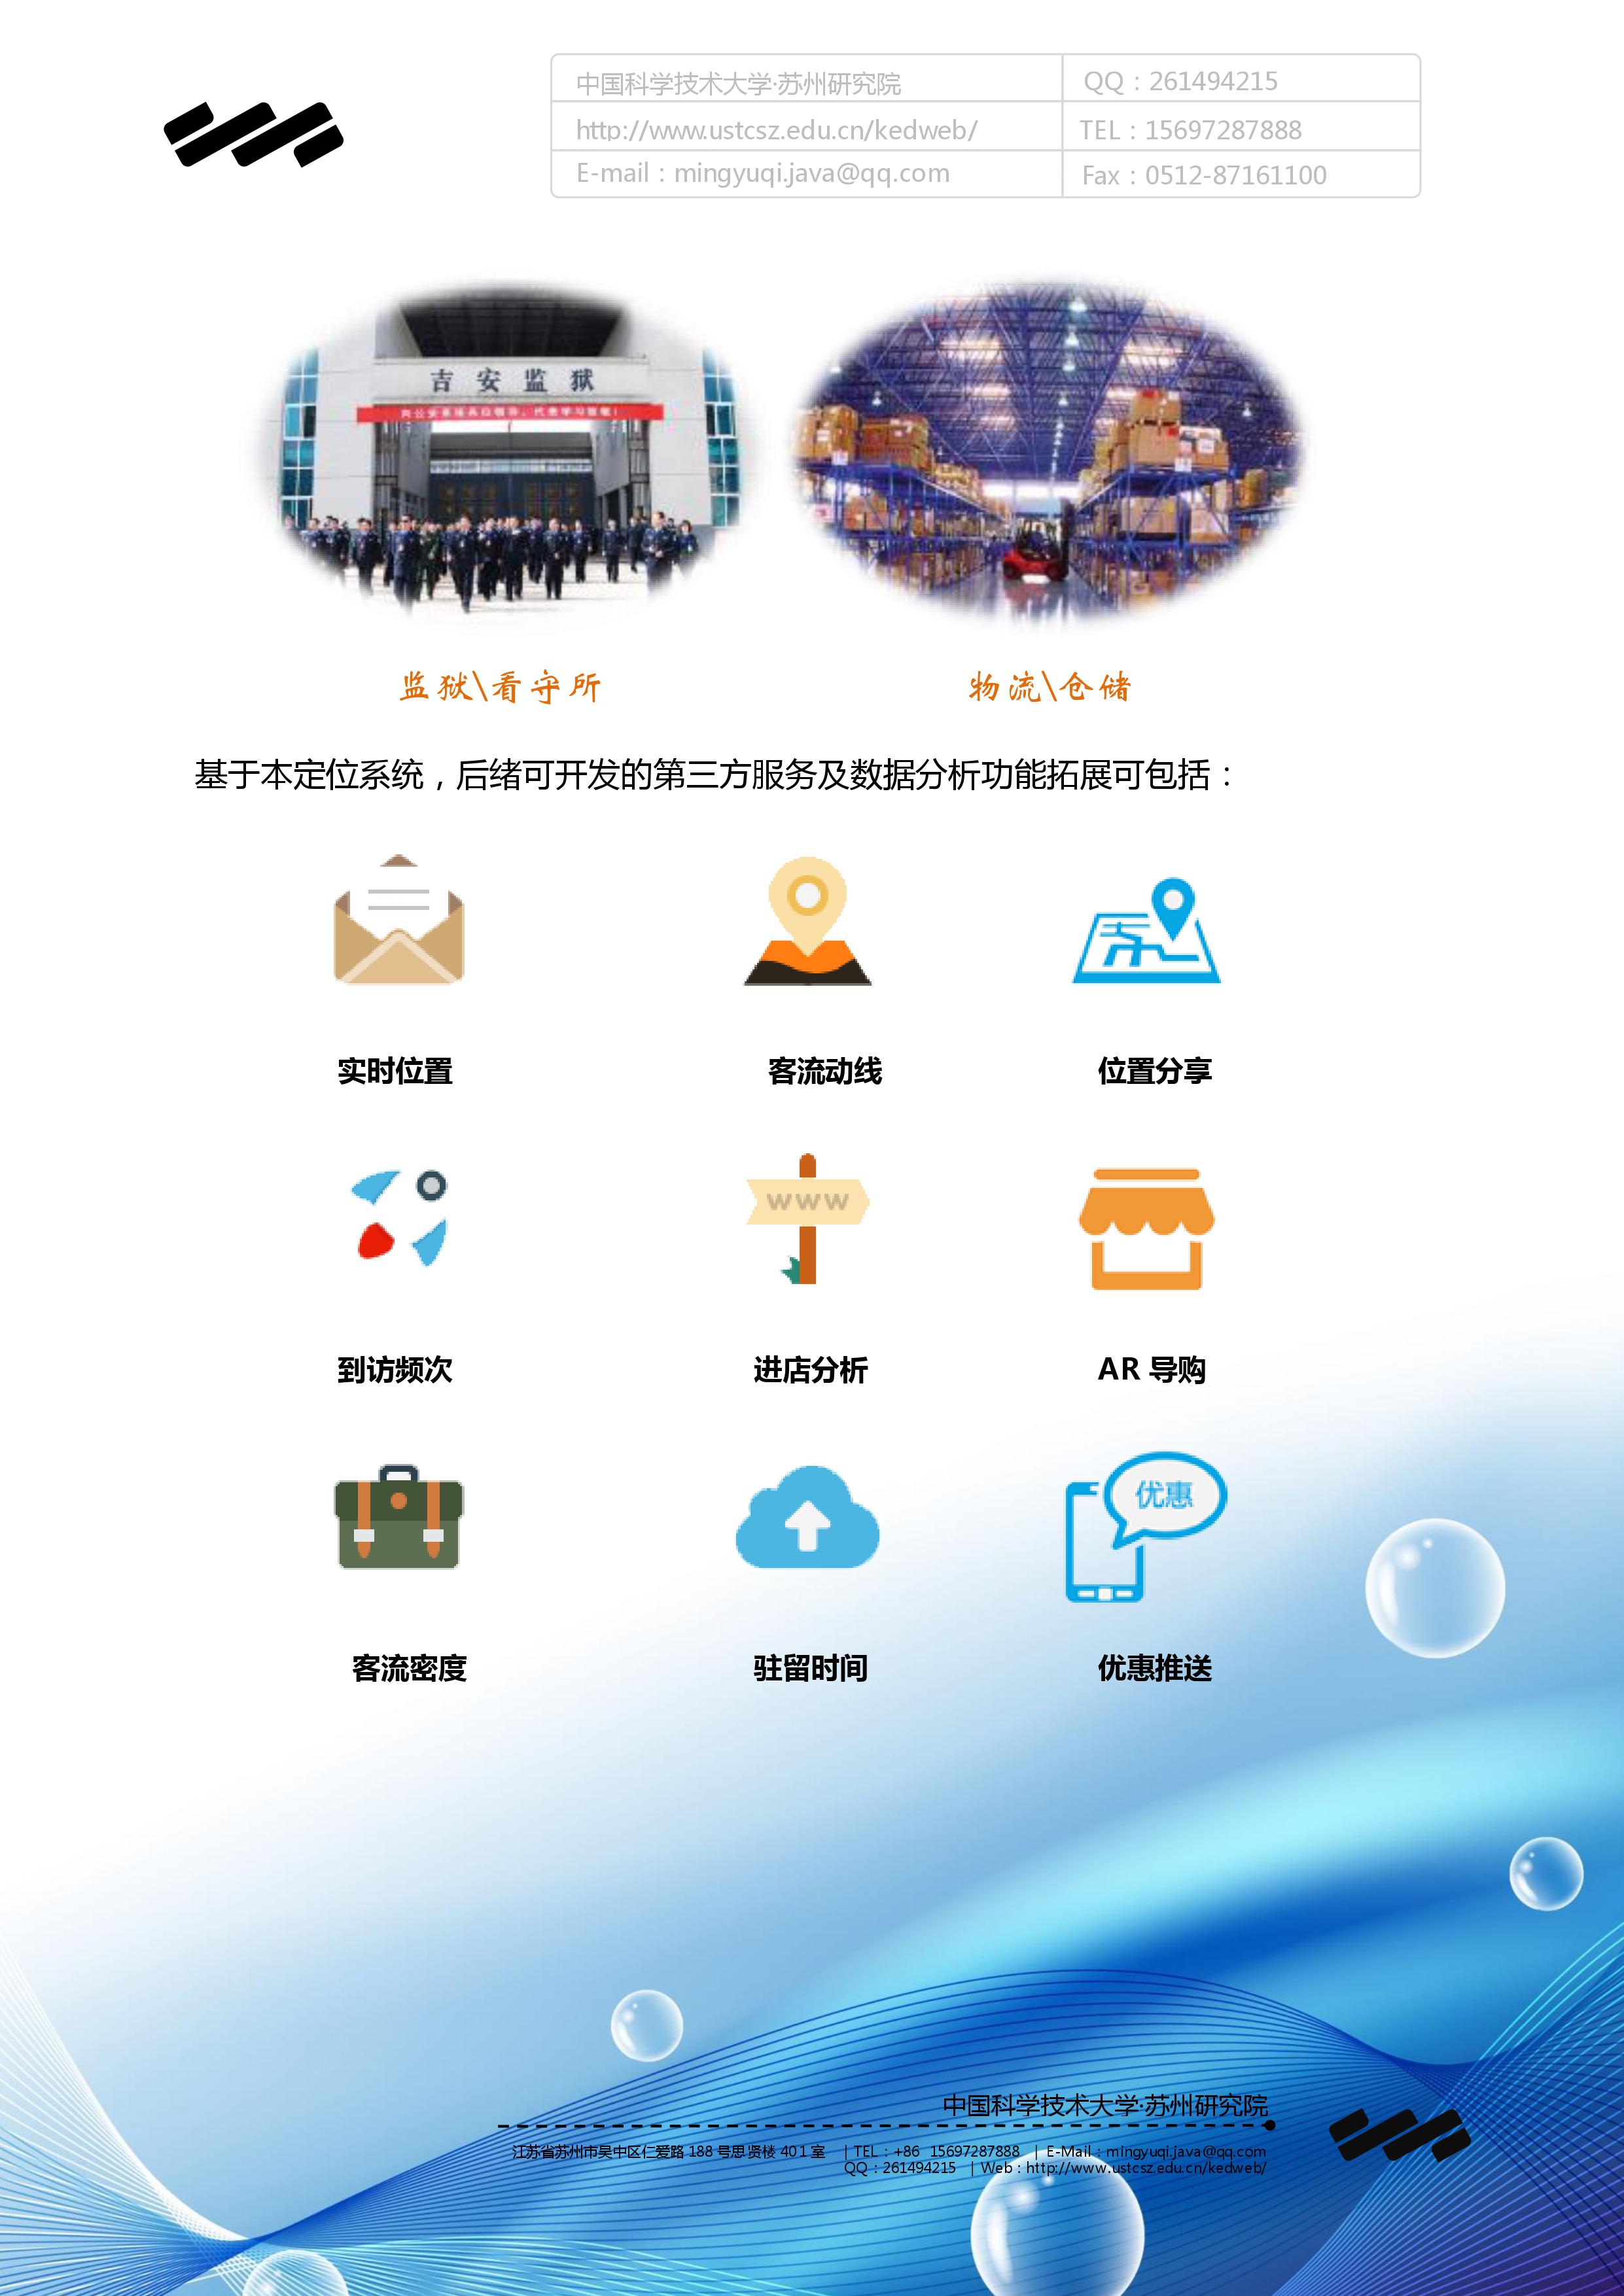 中国科学技术大学·苏州研究院
QQ：261494215
http://www.ustcsz.edu.cn/kedweb/
TEL：15697287888
E-mail：mingyuqi.java@qq.com
Fax：0512-87161100
吉安监狱
监狱\看守所
物流\仓储
基于本定位系统，后绪可开发的第三方服务及数据分析功能拓展可包括：
实时位置
客流动线
位置分享
WWW
到访频次
进店分析
AR 导购
优惠
客流密度
驻留时间
优惠推送
中国科学技术大学·苏州研究院
江苏省苏州市吴中区仁爱路 188 号思贤楼 401 室 | TEL：+86 15697287888 | E-Mail：mingyuqi.java@qq.com
QQ：261494215 | Web：http://www.ustcsz.edu.cn/kedweb/